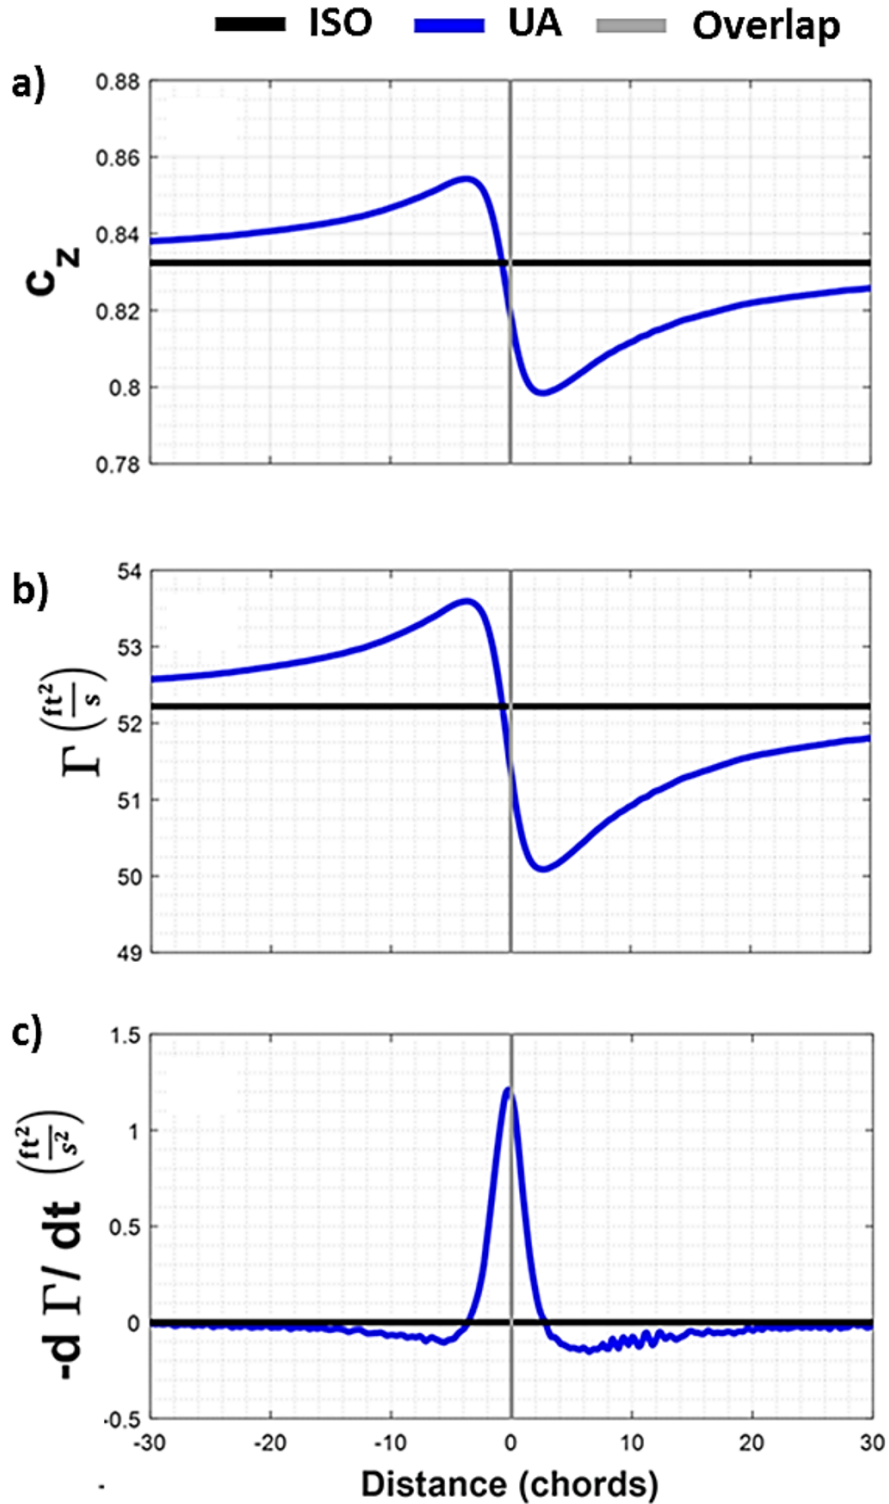 ISO UA Overlap
a)
0.88
0.86
0.84
0.82
0.8
0.78
c_z
b)
54
53
52
51
50
49
Γ (ft²/s)
c)
1.5
1
0.5
0
-0.5
-d Γ/ dt (ft²/s²)
-30 -20 -10 0 10 20 30
Distance (chords)